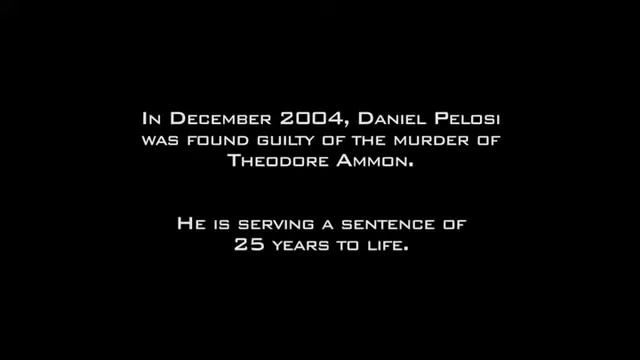 In December 2004, Daniel Pelosi
was found guilty of the murder of
Theodore Ammon.
He is serving a sentence of
25 years to life.